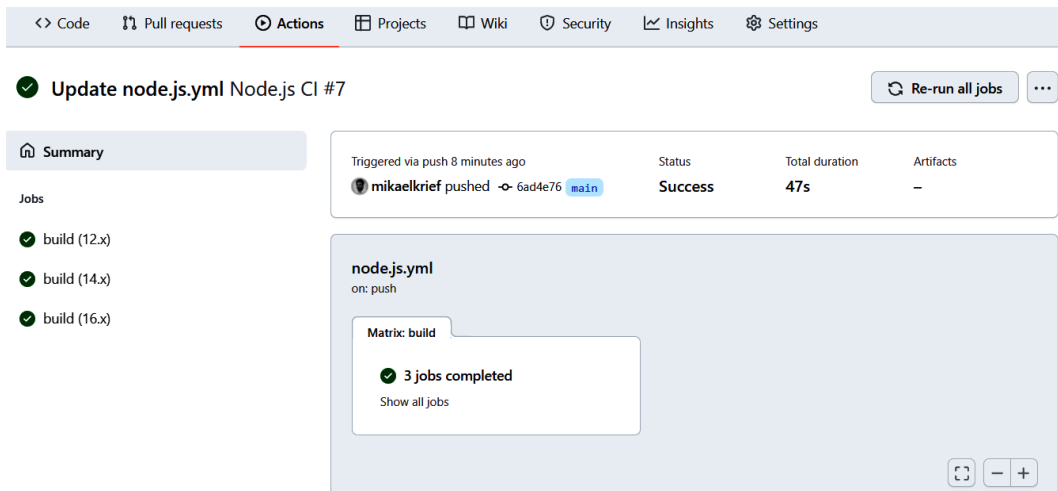 Code Pull requests Actions Projects Wiki Security Insights Settings
Update node.js.yml Node.js CI #7
Re-run all jobs
Summary
Jobs
build (12.x)
build (14.x)
build (16.x)
Triggered via push 8 minutes ago
mikaelkrief pushed 6ad4e76 main
Status
Success
Total duration
47s
Artifacts
–
node.js.yml
on: push
Matrix: build
3 jobs completed
Show all jobs